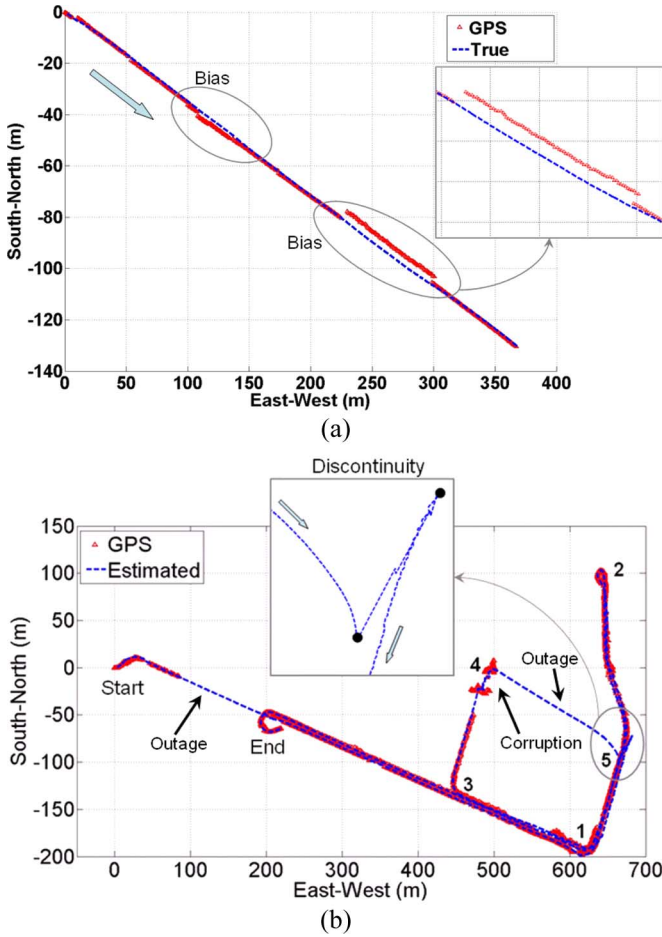 0
-20
-40
-60
-80
-100
-120
-140
South-North (m)
0 50 100 150 200 250 300 350 400
East-West (m)
Bias
Bias
GPS
True
(a)
Discontinuity
150
100
50
0
-50
-100
-150
-200
South-North (m)
GPS
Estimated
Start
Outage
End
4
Outage
Corruption
2
5
3
1
0 100 200 300 400 500 600 700
East-West (m)
(b)